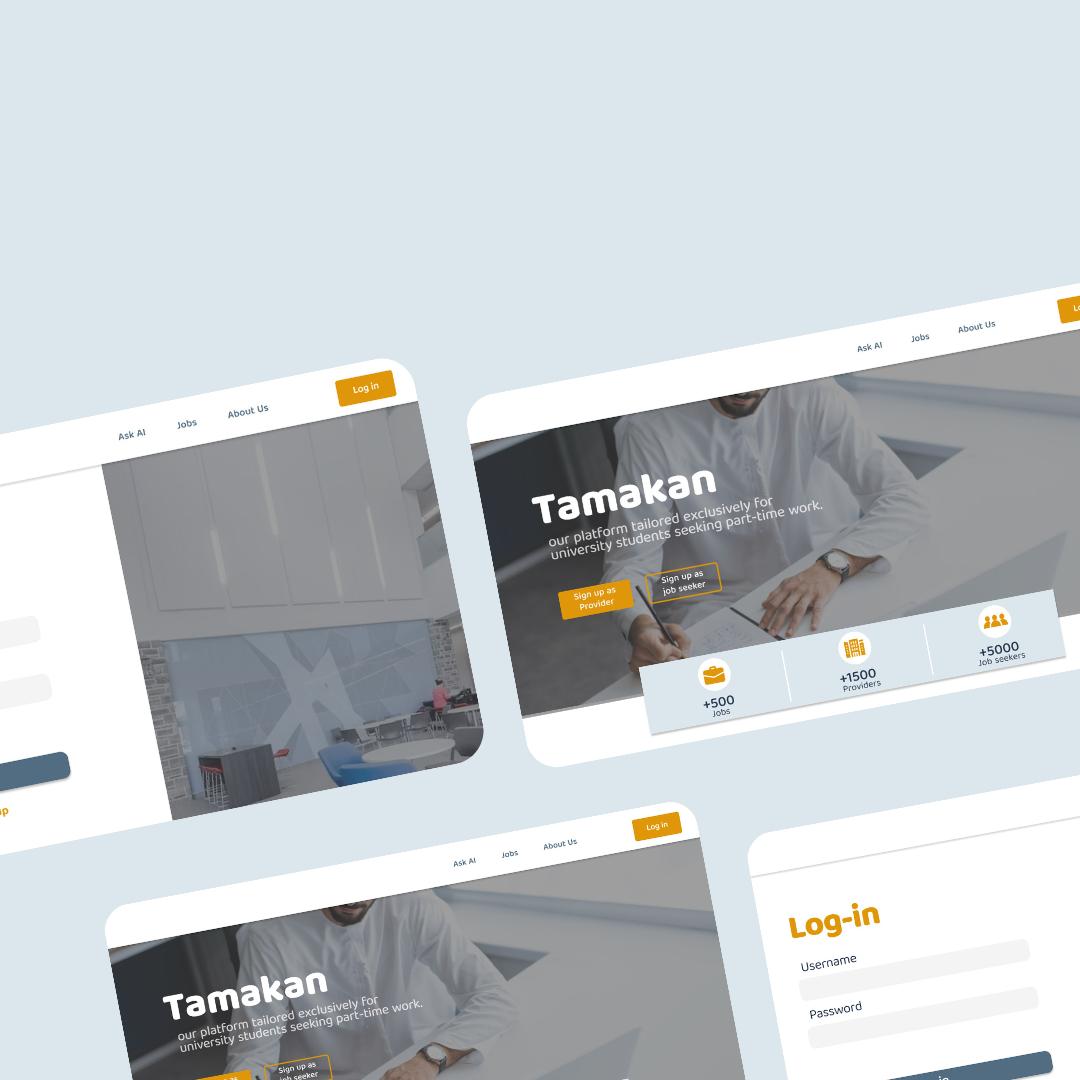 Ask AI
Jobs
About Us
Log in
Ask AI
Jobs
About Us
Tamakan
our platform tailored exclusively for
university students seeking part-time work.
Sign up as
Provider
Sign up as
job seeker
+500
Jobs
+1500
Providers
+5000
Job seekers
Ask AI
Jobs
About Us
Log in
Tamakan
our platform tailored exclusively for
university students seeking part-time work.
Sign up as
job seeker
Log-in
Username
Password